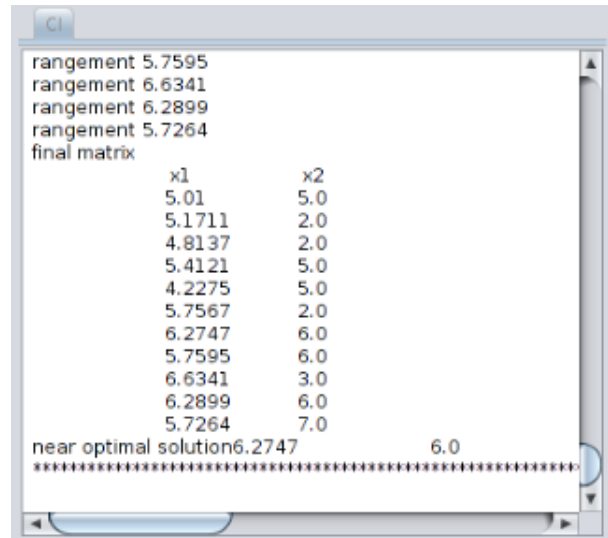 CI
rangement 5.7595
rangement 6.6341
rangement 6.2899
rangement 5.7264
final matrix
x1 x2
5.01 5.0
5.1711 2.0
4.8137 2.0
5.4121 5.0
4.2275 5.0
5.7567 2.0
6.2747 6.0
5.7595 6.0
6.6341 3.0
6.2899 6.0
5.7264 7.0
near optimal solution6.2747 6.0
************************************************************